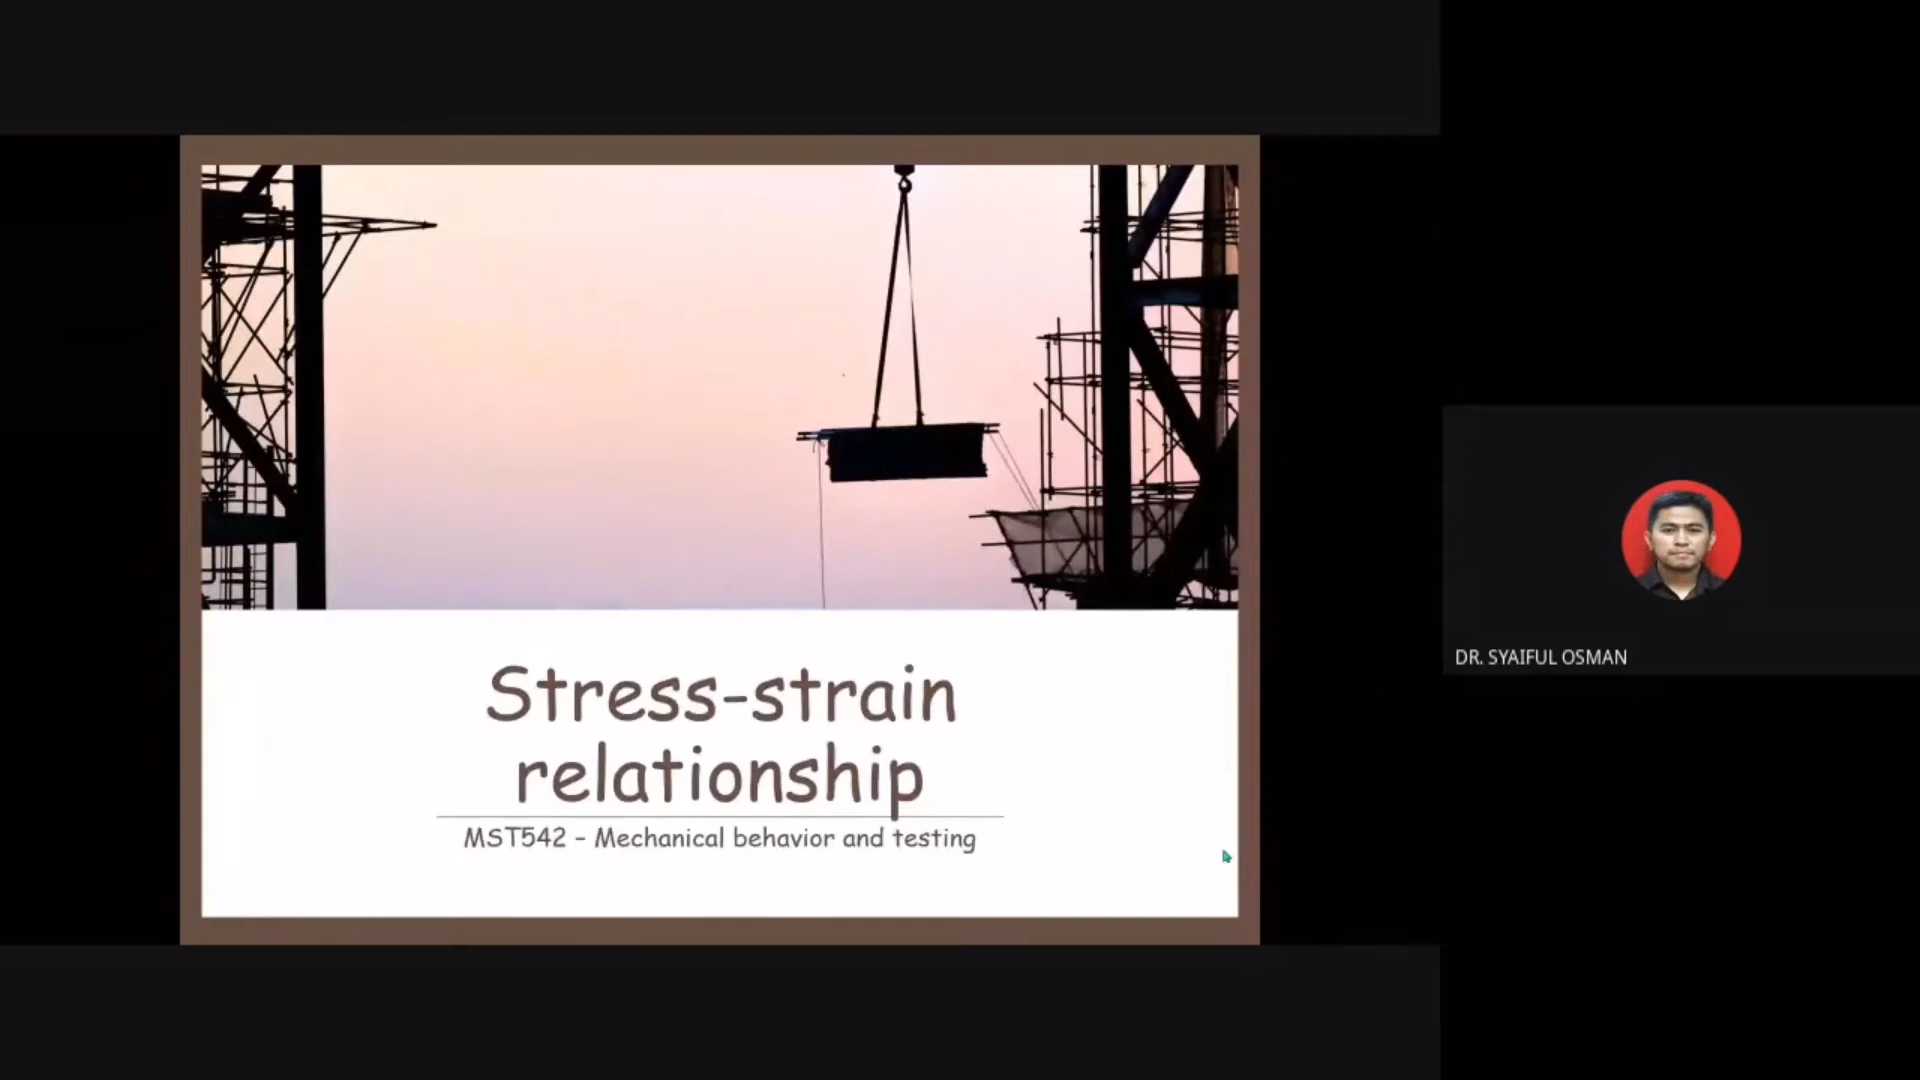 Stress-strain
relationship
MST542 – Mechanical behavior and testing
DR. SYAIFUL OSMAN